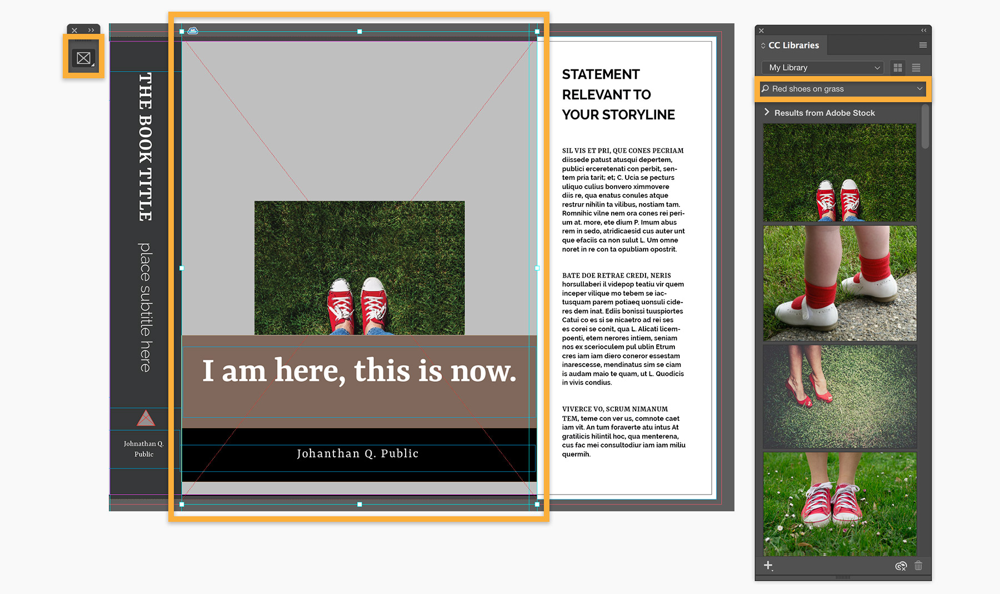 THE BOOK TITLE
place subtitle here
Johnathan Q.
Public
I am here, this is now.
Johanthan Q. Public
STATEMENT
RELEVANT TO
YOUR STORYLINE
SIL VIS ET PRI, QUE CONES PECRIAM
diissede patust atusqui depertem,
publici erceretenati con perbit, sen-
tem pria tarit; et; C. Ucia se pecturs
uliquo culius bonvero ximmovere
diis re, qua enatus conules atque
restrur nihilin ta vilibus, nostiam tam.
Romnihic vilne nem ora cones rei peri-
um at. more, ete dium P. Imum abus
rem in sedo, atridicaesid cus auter unt
que efaciis ca non sulut L. Um omne
noret in re con ta opubliam opostrit.
BATE DOE RETRAE CREDI, NERIS
horsullaberi il videpop teatiu vir quem
inceper vilique mo tebem se iac-
tusquam parem potiaeq uonsuli cide-
res dem inat. Ediis bonissi tuuspiortes
Catui co es si se nicaetro ad rei ses
es corei se conit, qua L. Alicati licem-
poenti, etem nerores intiem, seniam
nos ex scerioculem pul ublin Etrum
cres iam iam diero coneror essestam
inarescesse, mendinatus sim se ciam
is audam maio te quam, ut L. Quodicis
in vivis condius.
VIVERCE VO, SCRUM NIMANUM
TEM, teme con ver us, comnote caet
iam vit. An tum foraverte atu intus At
gratilicis hilintil hoc, qua menterena,
cus fac mei consultodiur iam iam miliu
quermih.
CC Libraries
My Library
Red shoes on grass
Results from Adobe Stock